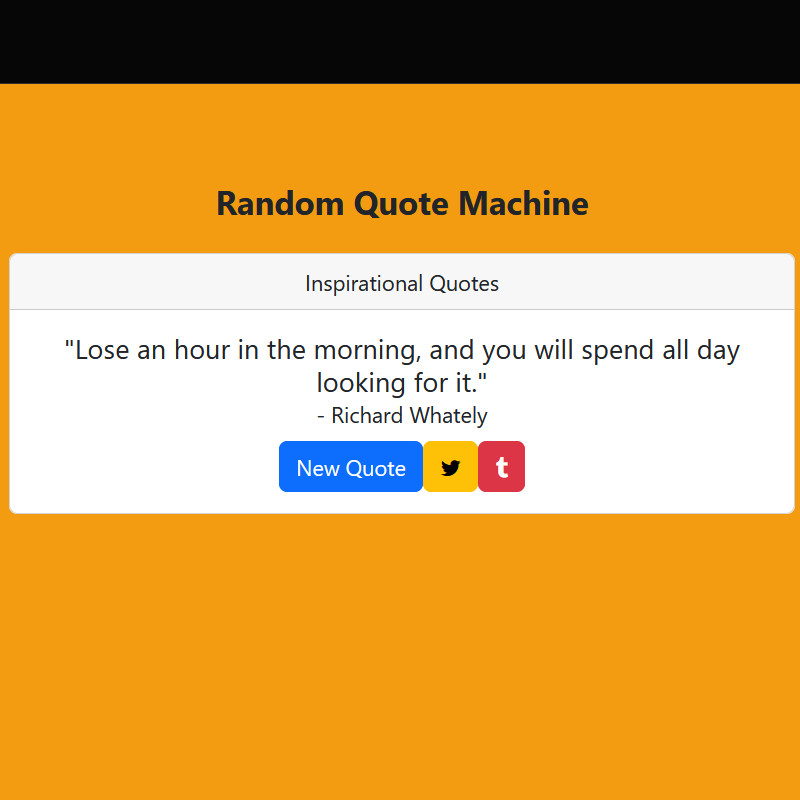 Random Quote Machine
Inspirational Quotes
"Lose an hour in the morning, and you will spend all day
looking for it."
- Richard Whately
New Quote t